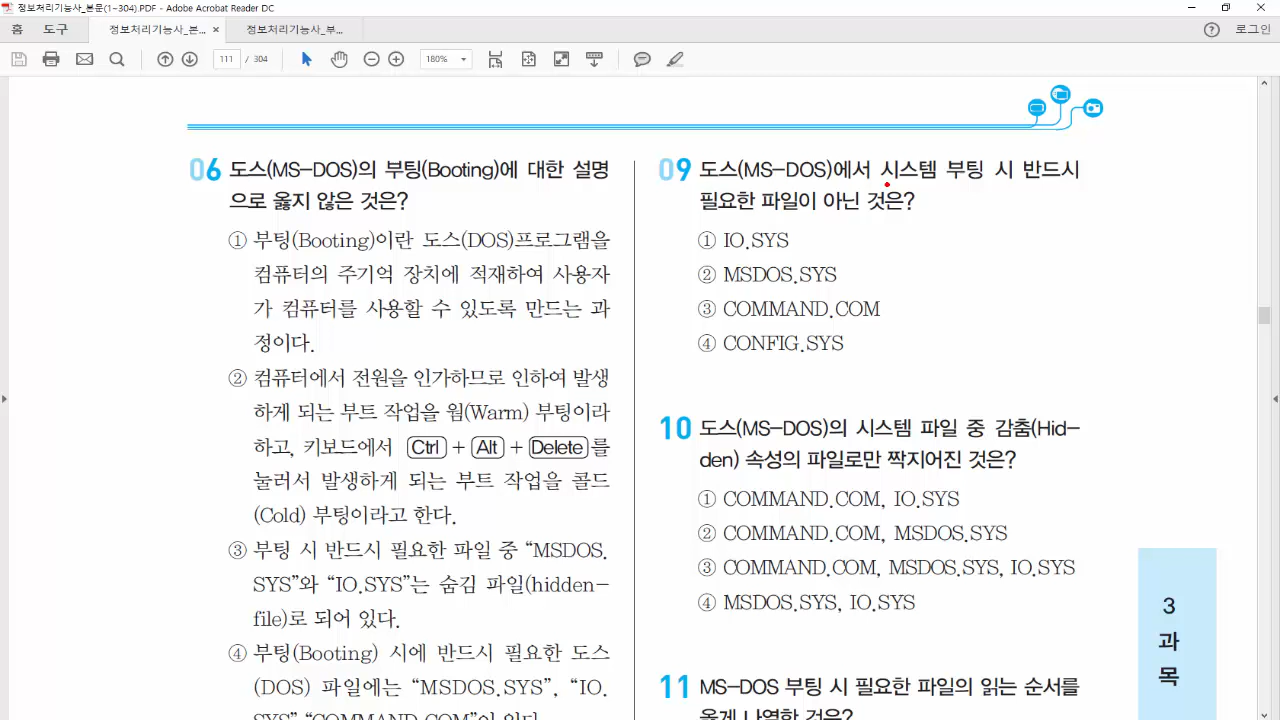 정보처리기능사_본문(1~304).PDF - Adobe Acrobat Reader DC
홈 도구 정보처리기능사_본... × 정보처리기능사_부... 로그인
111 / 304 180%
06 도스(MS-DOS)의 부팅(Booting)에 대한 설명
으로 옳지 않은 것은?
① 부팅(Booting)이란 도스(DOS)프로그램을
컴퓨터의 주기억 장치에 적재하여 사용자
가 컴퓨터를 사용할 수 있도록 만드는 과
정이다.
② 컴퓨터에서 전원을 인가하므로 인하여 발생
하게 되는 부트 작업을 웜(Warm) 부팅이라
하고, 키보드에서 Ctrl + Alt + Delete 를
눌러서 발생하게 되는 부트 작업을 콜드
(Cold) 부팅이라고 한다.
③ 부팅 시 반드시 필요한 파일 중 “MSDOS.
SYS”와 “IO.SYS”는 숨김 파일(hidden-
file)로 되어 있다.
④ 부팅(Booting) 시에 반드시 필요한 도스
(DOS) 파일에는 “MSDOS.SYS”, “IO.
SYS” “COMMAND.COM”이 있다
09 도스(MS-DOS)에서 시스템 부팅 시 반드시
필요한 파일이 아닌 것은?
① IO.SYS
② MSDOS.SYS
③ COMMAND.COM
④ CONFIG.SYS
10 도스(MS-DOS)의 시스템 파일 중 감춤(Hid-
den) 속성의 파일로만 짝지어진 것은?
① COMMAND.COM, IO.SYS
② COMMAND.COM, MSDOS.SYS
③ COMMAND.COM, MSDOS.SYS, IO.SYS
④ MSDOS.SYS, IO.SYS
11 MS-DOS 부팅 시 필요한 파일의 읽는 순서를
옳게 나열한 것은?
3
과
목